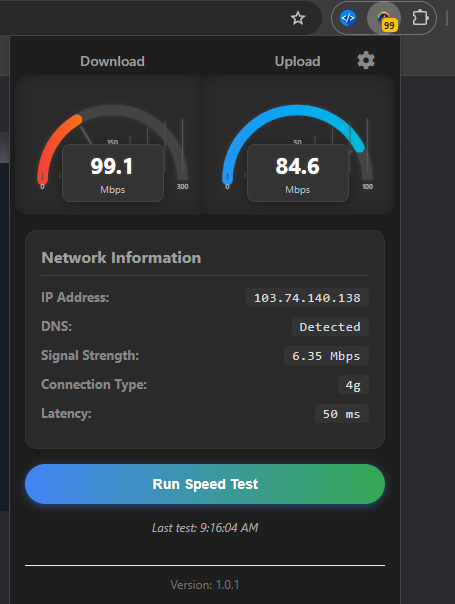 99
Download Upload
150 50
0 99.1 300 0 84.6 100
Mbps Mbps
Network Information
IP Address: 103.74.140.138
DNS: Detected
Signal Strength: 6.35 Mbps
Connection Type: 4g
Latency: 50 ms
Run Speed Test
Last test: 9:16:04 AM
Version: 1.0.1